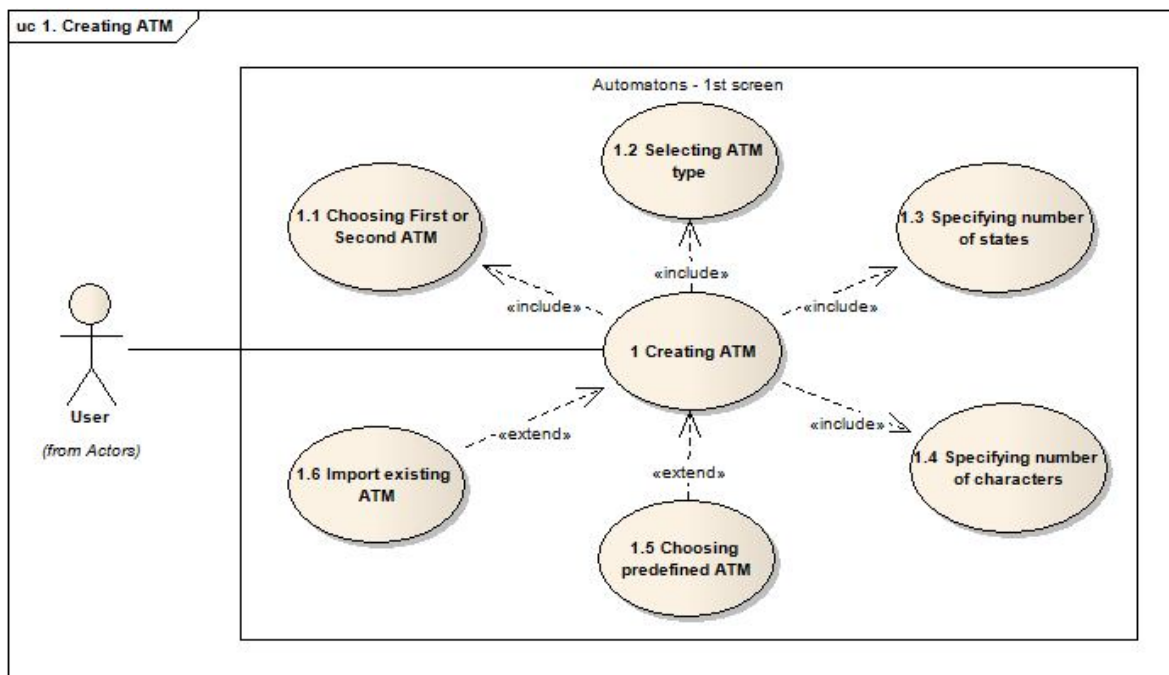 uc 1. Creating ATM
Automatons - 1st screen
1.2 Selecting ATM
type
1.1 Choosing First or
Second ATM
1.3 Specifying number
of states
«include»
«include»
«include»
1 Creating ATM
User
(from Actors)
«extend»
«include»
1.6 Import existing
ATM
«extend»
1.4 Specifying number
of characters
1.5 Choosing
predefined ATM